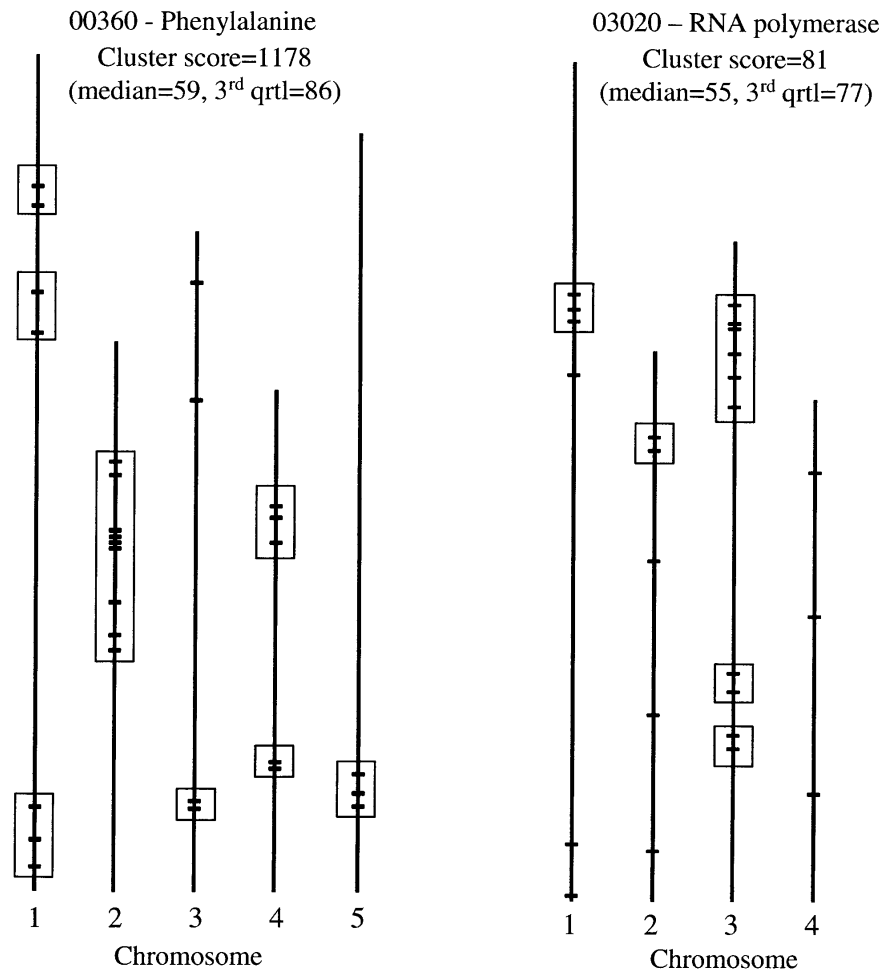 00360 - Phenylalanine
Cluster score=1178
(median=59, 3rd qrtl=86)
1 2 3 4 5
Chromosome
03020 – RNA polymerase
Cluster score=81
(median=55, 3rd qrtl=77)
1 2 3 4
Chromosome